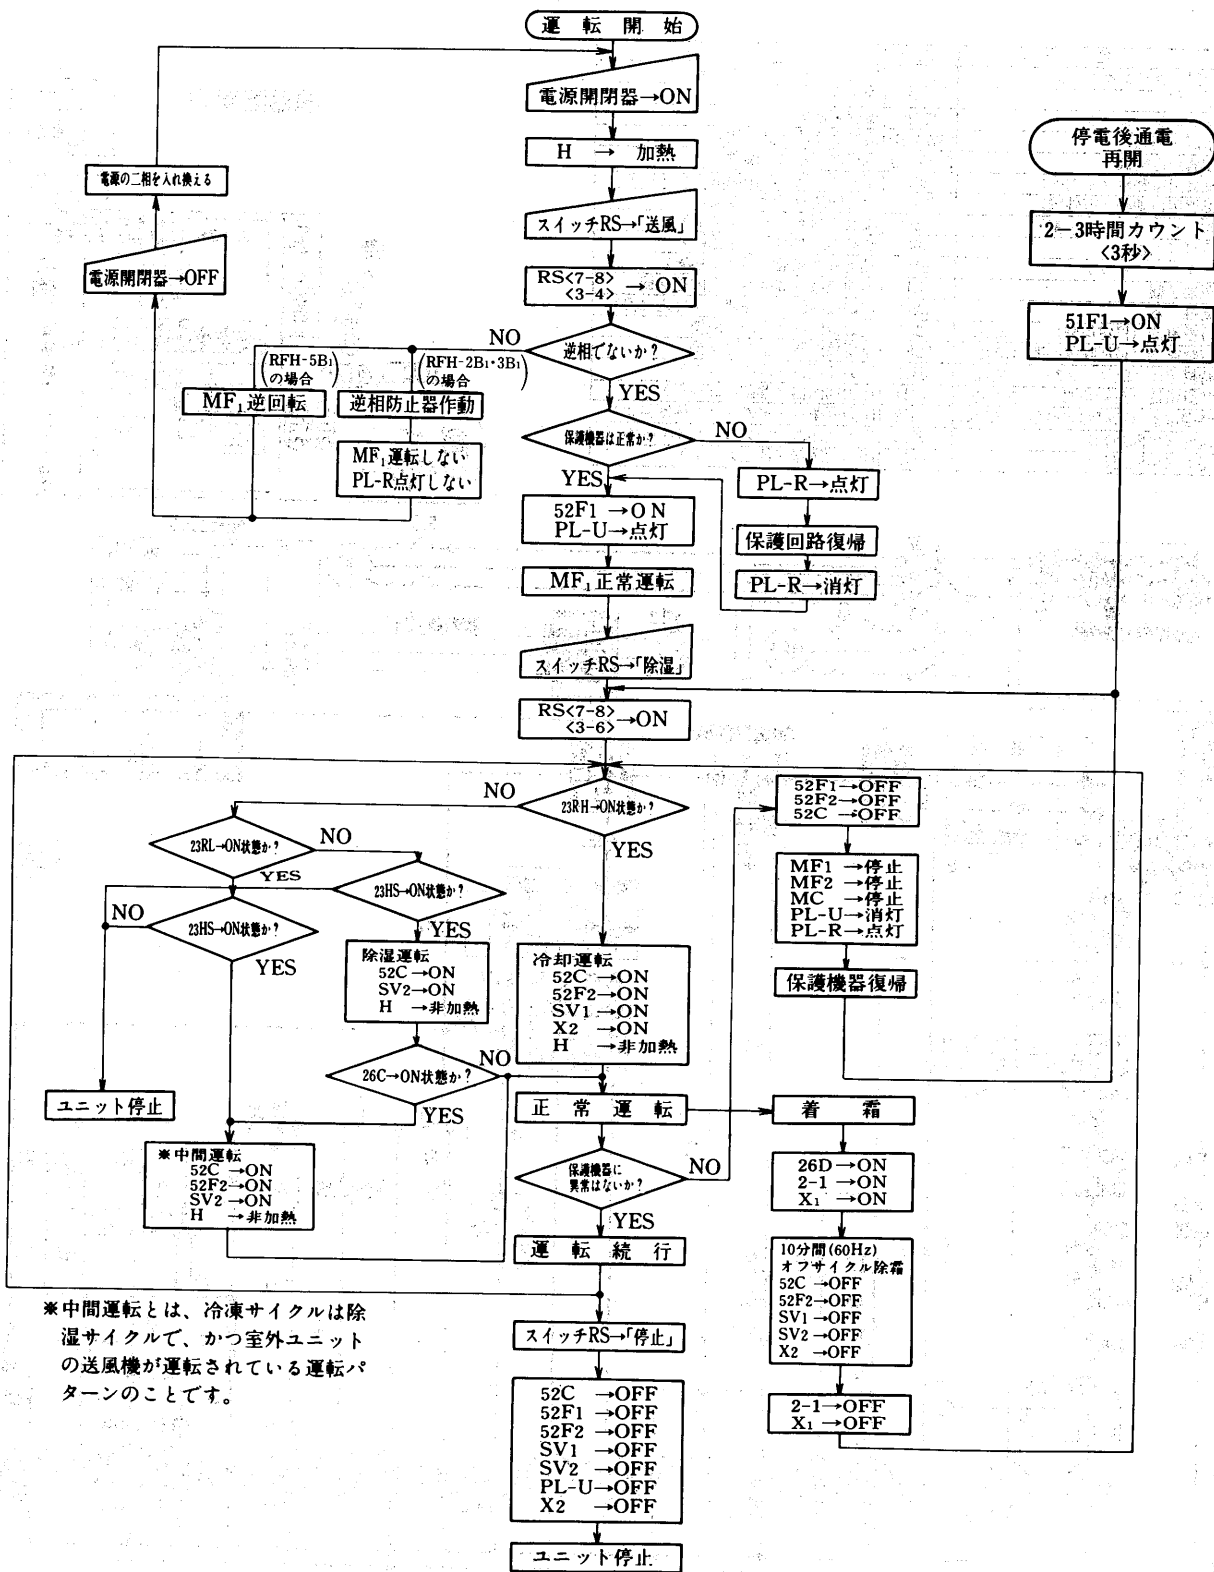 運転開始
電源開閉器→ON
H → 加熱
スイッチRS→「送風」
RS<7-8>
<3-4> → ON
逆相でないか?
NO
YES
電源の二相を入れ換える
電源開閉器→OFF
(RFH-5B1)
の場合
(RFH-2B1・3B1)
の場合
MF1逆回転
逆相防止器作動
MF1運転しない
PL-R点灯しない
保護機器は正常か?
NO
YES
PL-R→点灯
保護回路復帰
PL-R→消灯
52F1 →ON
PL-U→点灯
MF1正常運転
スイッチRS→「除湿」
RS<7-8>
<3-6> →ON
停電後通電
再開
2-3時間カウント
<3秒>
51F1→ON
PL-U→点灯
23RH→ON状態か?
NO
YES
23RL→ON状態か?
NO
YES
23HS→ON状態か?
YES
23HS→ON状態か?
NO
YES
除湿運転
52C →ON
SV2→ON
H →非加熱
26C→ON状態か?
NO
YES
ユニット停止
※中間運転
52C →ON
52F2→ON
SV2 →ON
H →非加熱
冷却運転
52C →ON
52F2→ON
SV1 →ON
X2 →ON
H →非加熱
正常運転
保護機器に
異常はないか?
NO
YES
運転続行
スイッチRS→「停止」
52C →OFF
52F1 →OFF
52F2 →OFF
SV1 →OFF
SV2 →OFF
PL-U→OFF
X2 →OFF
ユニット停止
52F1→OFF
52F2→OFF
52C →OFF
MF1 →停止
MF2 →停止
MC →停止
PL-U→消灯
PL-R→点灯
保護機器復帰
着霜
26D→ON
2-1→ON
X1 →ON
10分間(60Hz)
オフサイクル除霜
52C →OFF
52F2→OFF
SV1 →OFF
SV2 →OFF
X2 →OFF
2-1→OFF
X1 →OFF
※中間運転とは、冷凍サイクルは除
湿サイクルで、かつ室外ユニット
の送風機が運転されている運転パ
ターンのことです。